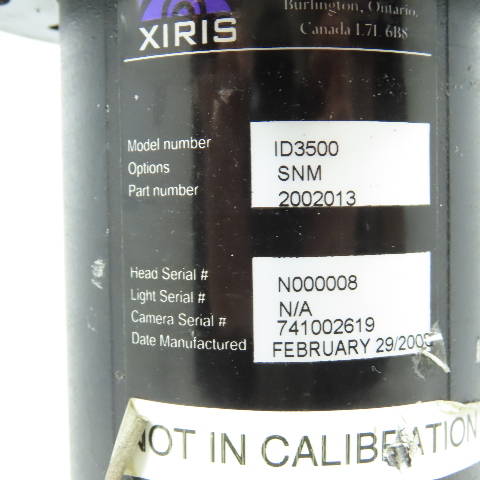 XIRIS
Burlington, Ontario,
Canada L7L 6B8
Model number ID3500
Options SNM
Part number 2002013
Head Serial # N000008
Light Serial # N/A
Camera Serial # 741002619
Date Manufactured FEBRUARY 29/200
NOT IN CALIBRATION